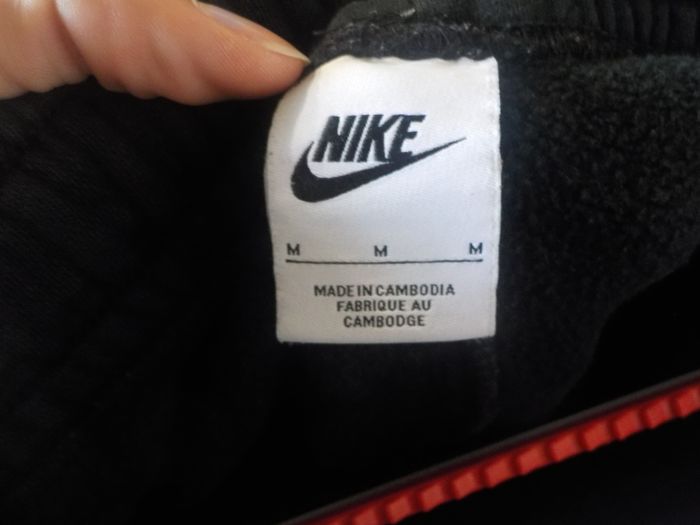 NIKE
M M M
MADE IN CAMBODIA
FABRIQUE AU
CAMBODGE